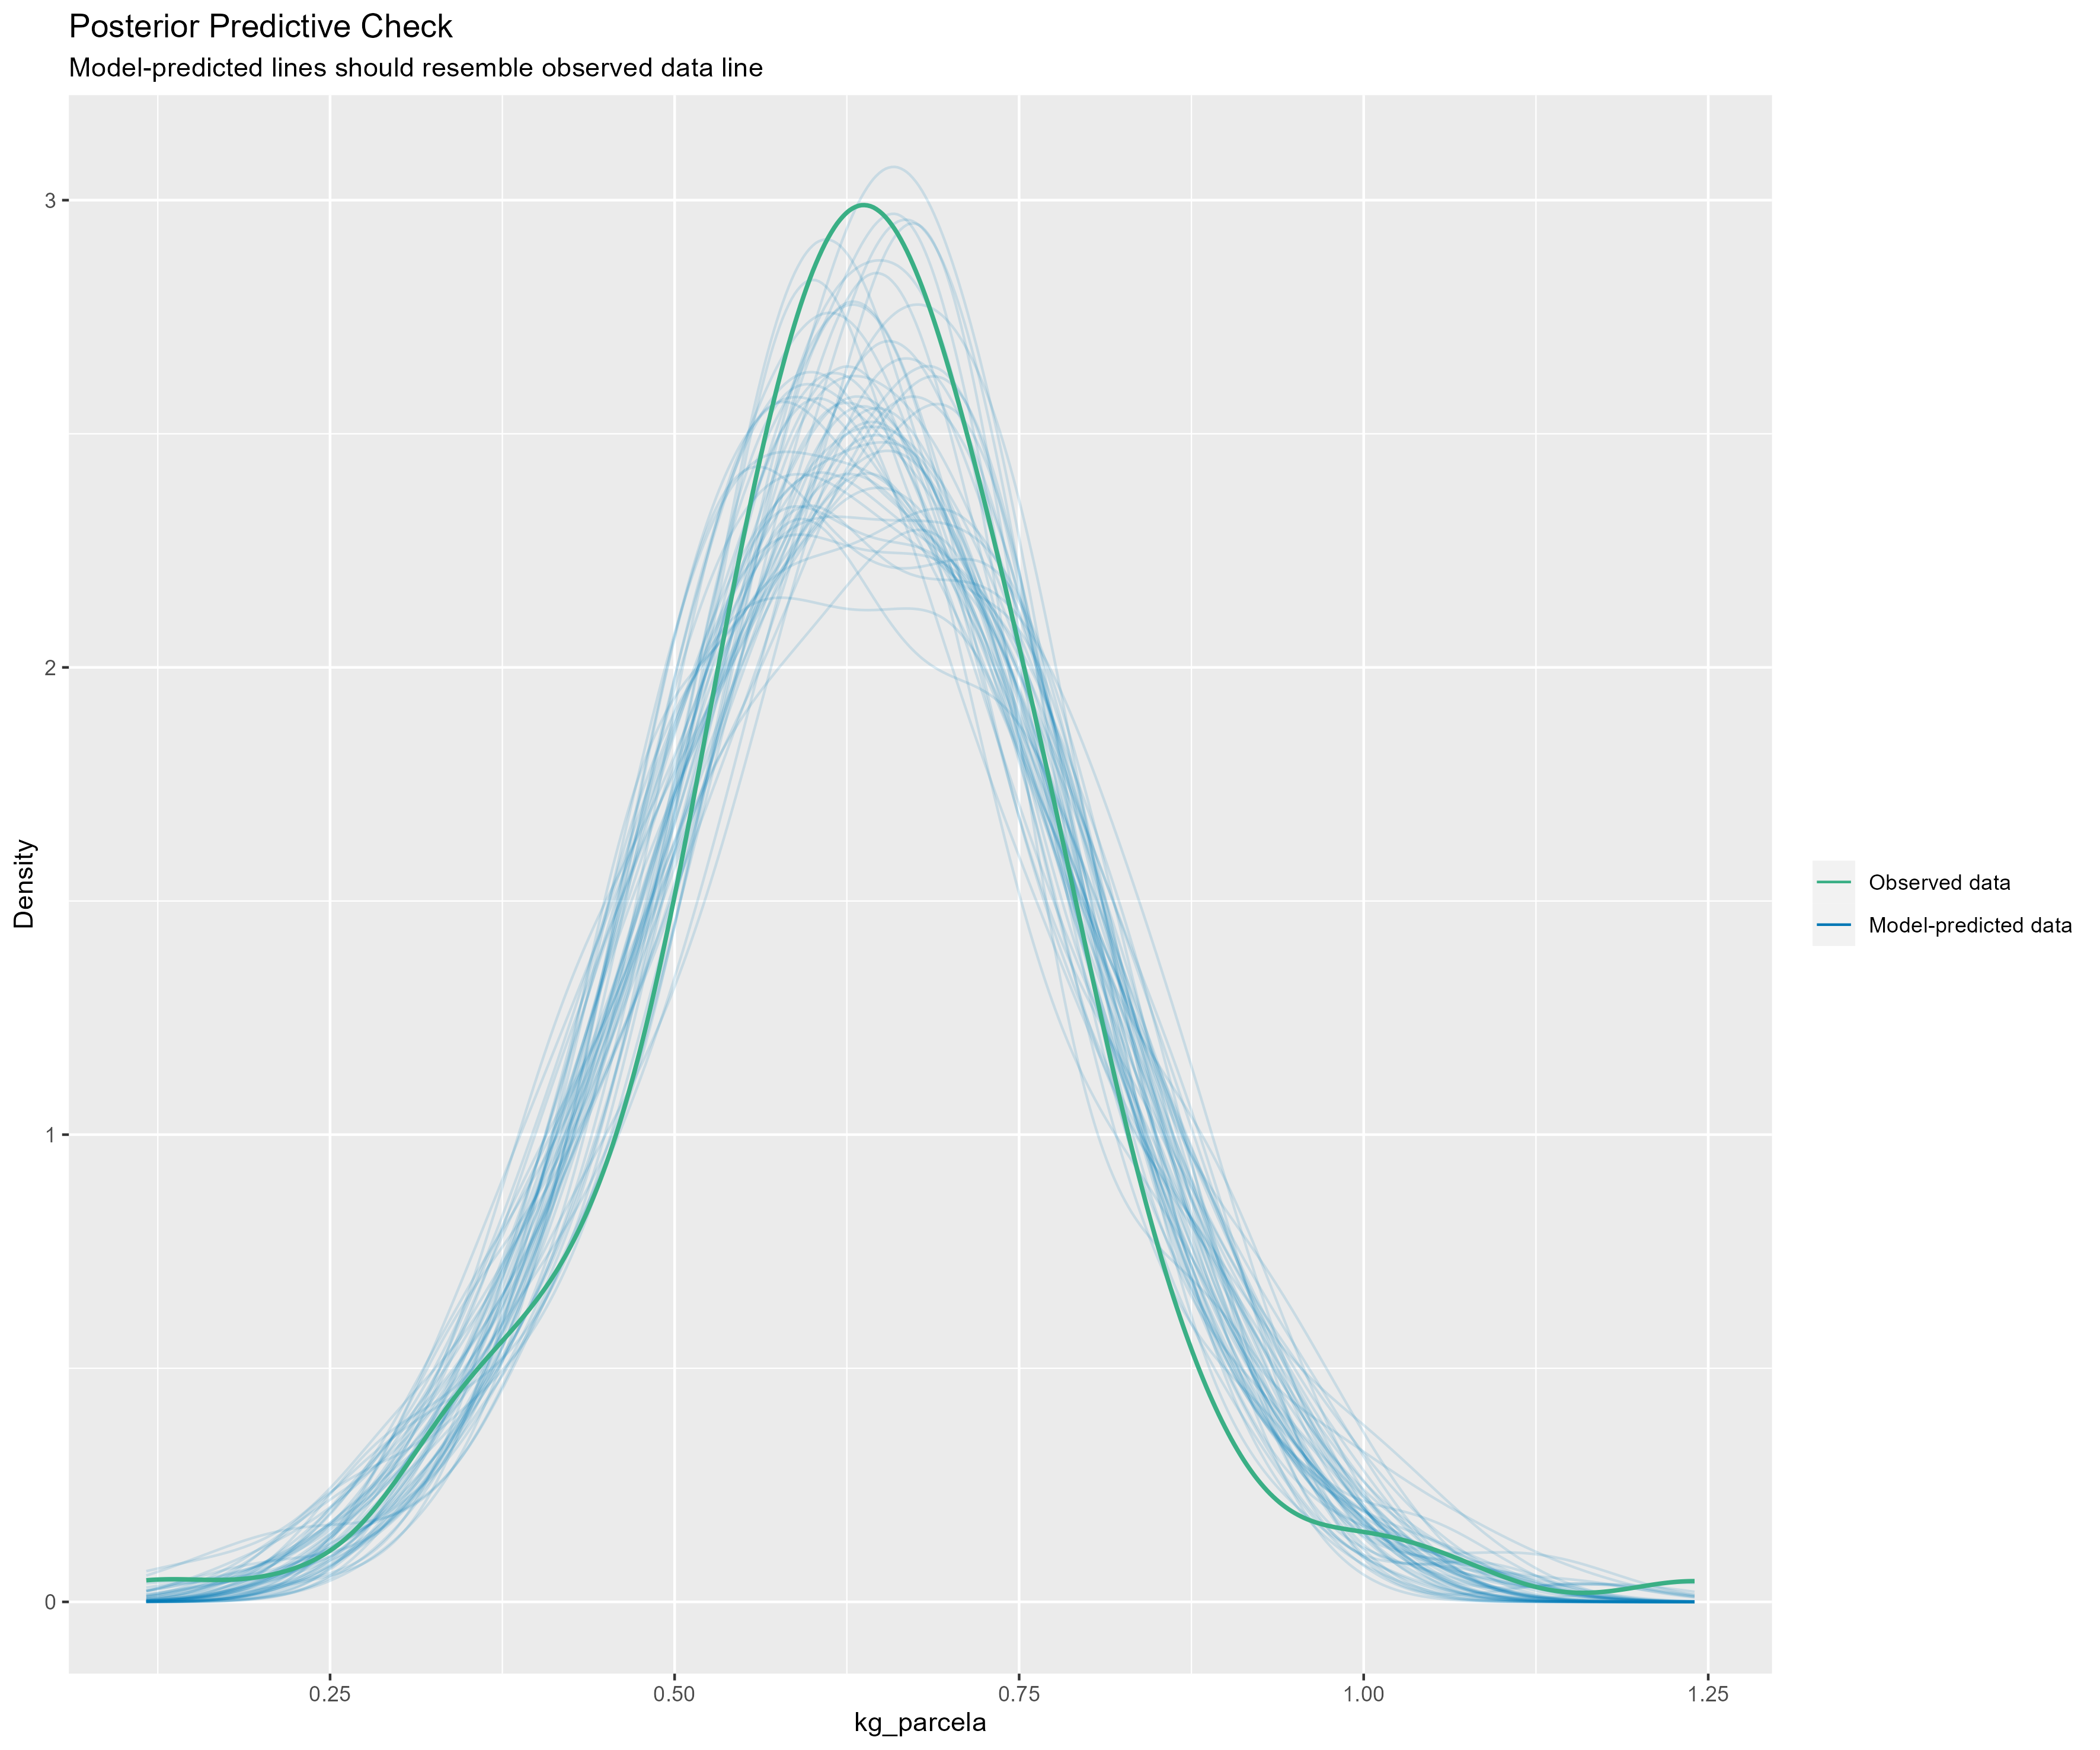 Posterior Predictive Check
Model-predicted lines should resemble observed data line
3
2
1
0
Density
0.25
0.50
0.75
1.00
1.25
kg_parcela
Observed data
Model-predicted data